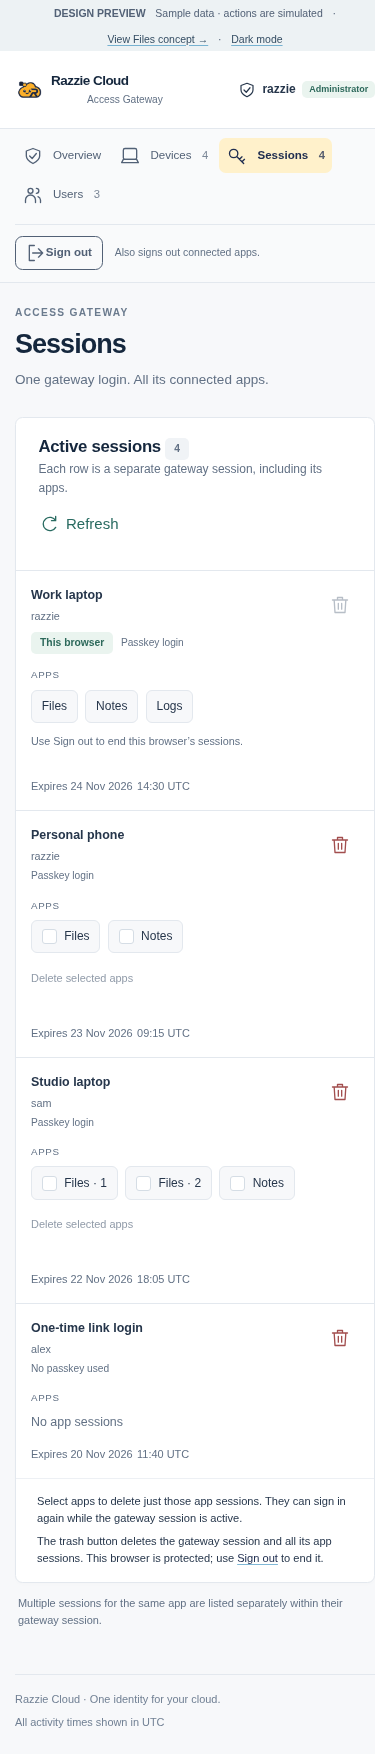 DESIGN PREVIEW Sample data · actions are simulated ·
View Files concept → · Dark mode
Razzie Cloud
Access Gateway
razzie Administrator
Overview Devices 4 Sessions 4
Users 3
Sign out Also signs out connected apps.
ACCESS GATEWAY
Sessions
One gateway login. All its connected apps.
Active sessions 4
Each row is a separate gateway session, including its
apps.
Refresh
Work laptop
razzie
This browser Passkey login
APPS
Files Notes Logs
Use Sign out to end this browser's sessions.
Expires 24 Nov 2026 14:30 UTC
Personal phone
razzie
Passkey login
APPS
Files Notes
Delete selected apps
Expires 23 Nov 2026 09:15 UTC
Studio laptop
sam
Passkey login
APPS
Files · 1 Files · 2 Notes
Delete selected apps
Expires 22 Nov 2026 18:05 UTC
One-time link login
alex
No passkey used
APPS
No app sessions
Expires 20 Nov 2026 11:40 UTC
Select apps to delete just those app sessions. They can sign in
again while the gateway session is active.
The trash button deletes the gateway session and all its app
sessions. This browser is protected; use Sign out to end it.
Multiple sessions for the same app are listed separately within their
gateway session.
Razzie Cloud · One identity for your cloud.
All activity times shown in UTC